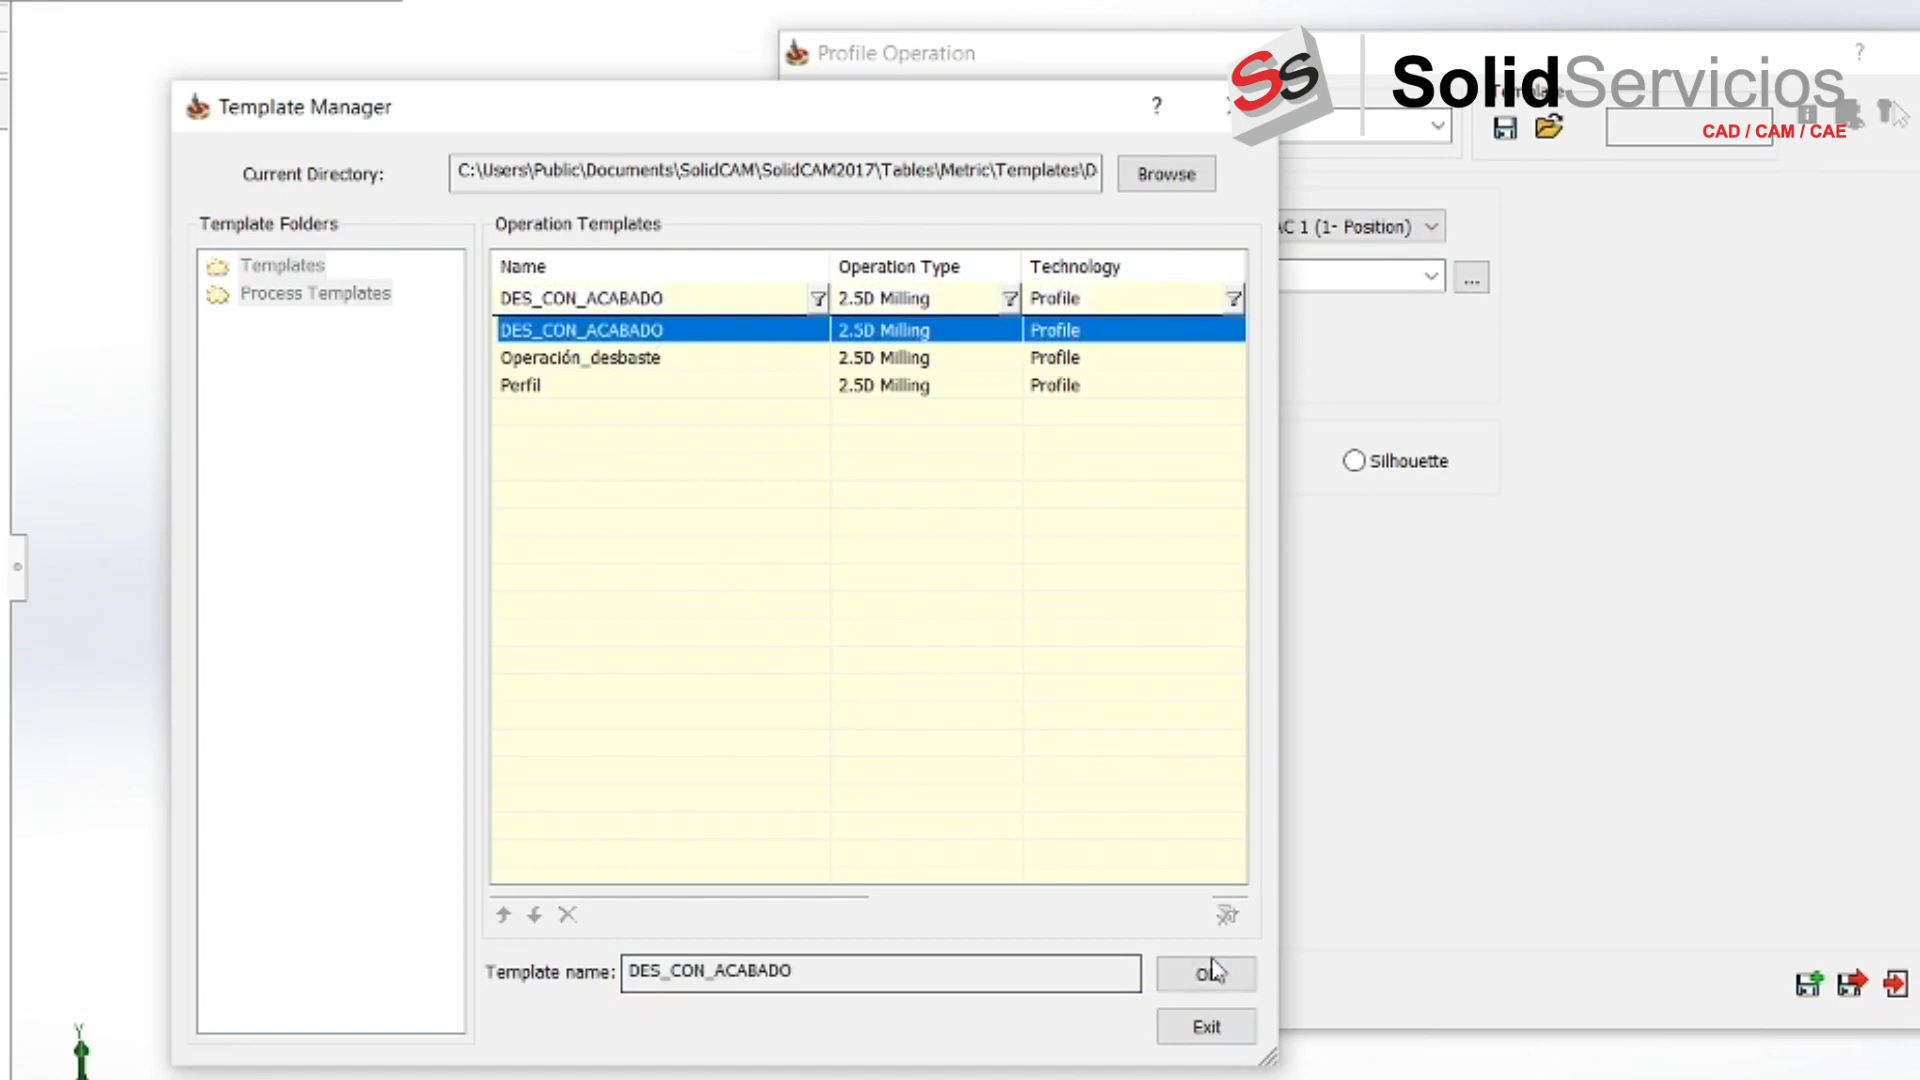 Profile Operation
?
SS SolidServicios
CAD / CAM / CAE
Template Manager
?
Current Directory:
C:\Users\Public\Documents\SolidCAM\SolidCAM2017\Tables\Metric\Templates\D
Browse
Template Folders
Templates
Process Templates
Operation Templates
Name Operation Type Technology
DES_CON_ACABADO 2.5D Milling Profile
DES_CON_ACABADO 2.5D Milling Profile
Operación_desbaste 2.5D Milling Profile
Perfil 2.5D Milling Profile
Template name: DES_CON_ACABADO
Exit
AC 1 (1- Position)
...
Silhouette
Y